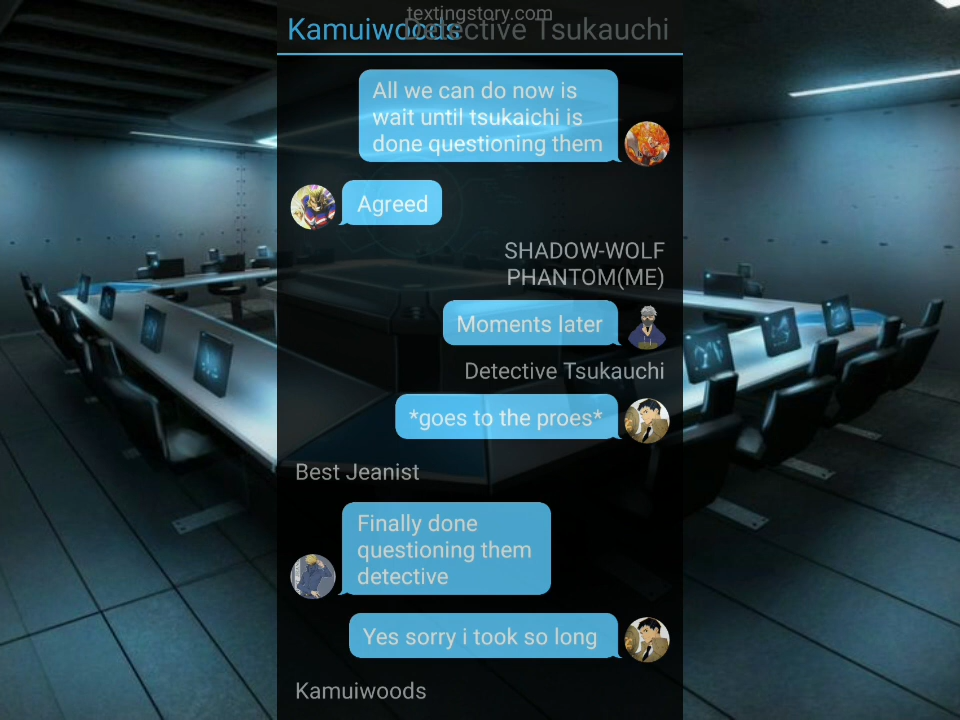 textingstory.com
Kamuiwoods
Detective Tsukauchi
All we can do now is
wait until tsukaichi is
done questioning them
Agreed
SHADOW-WOLF
PHANTOM(ME)
Moments later
Detective Tsukauchi
*goes to the proes*
Best Jeanist
Finally done
questioning them
detective
Yes sorry i took so long
Kamuiwoods